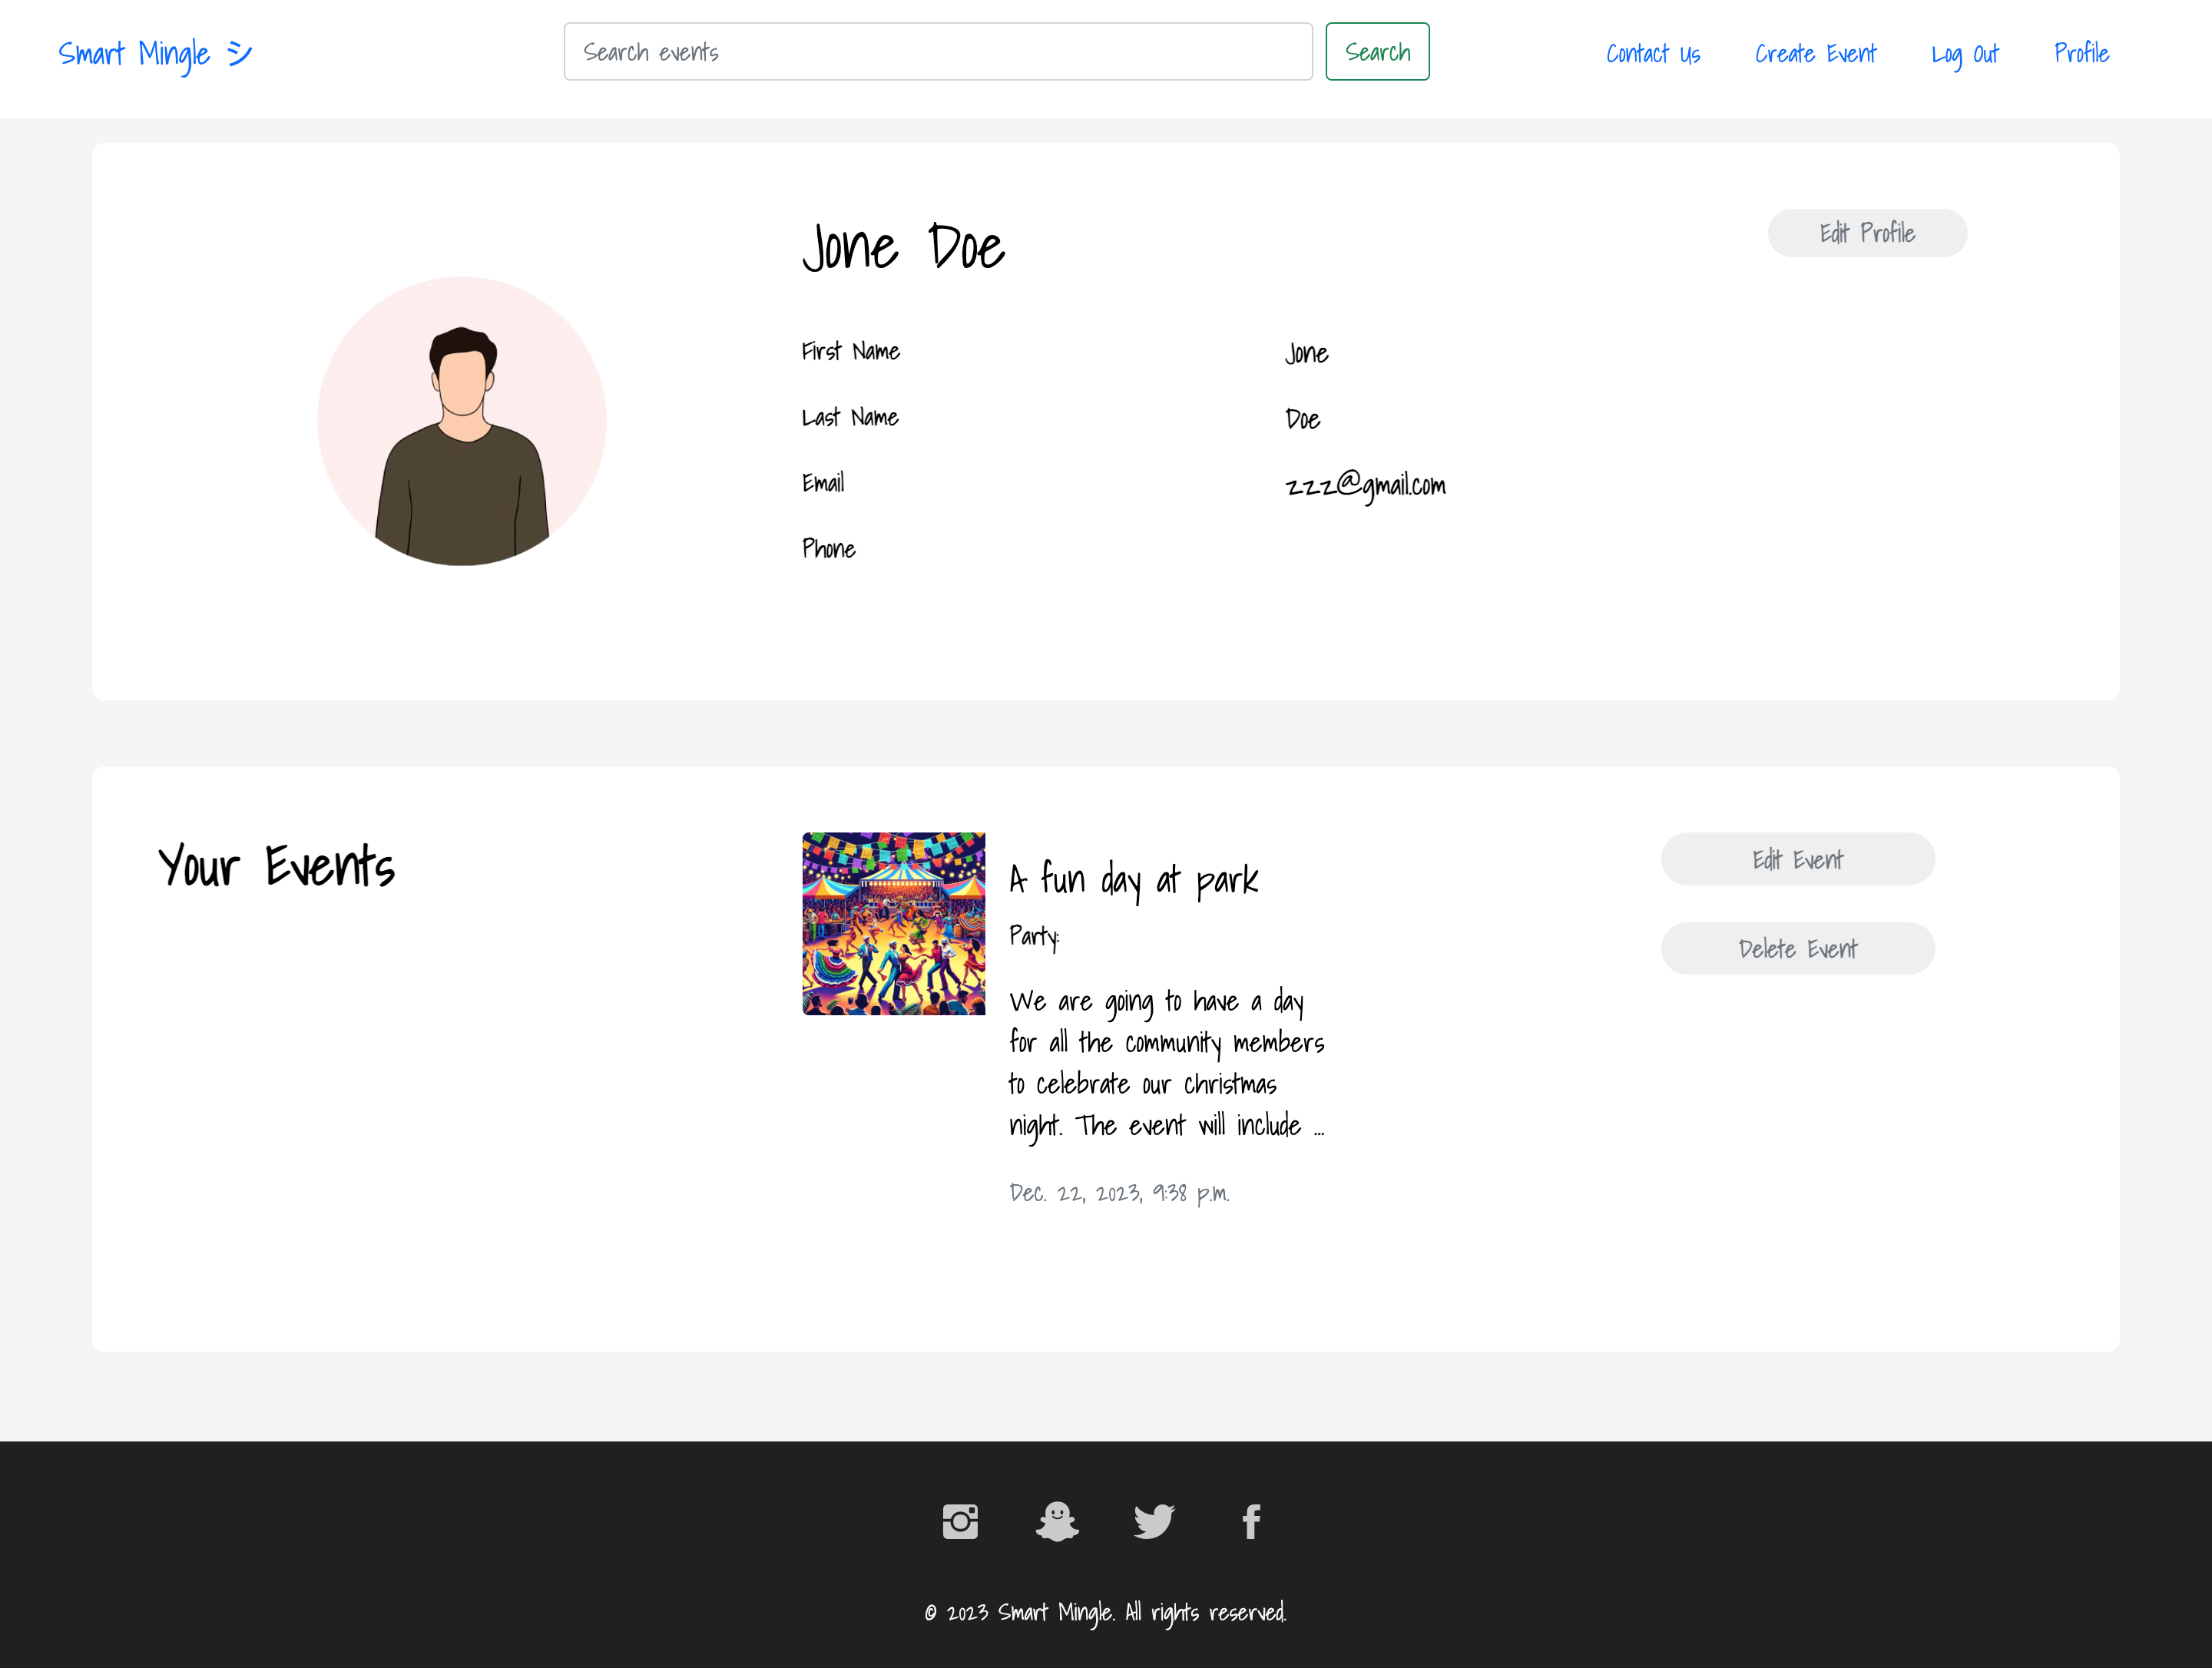 Smart Mingle シ
Search events
Search
Contact Us
Create Event
Log Out
Profile
Jone Doe
Edit Profile
First Name
Jone
Last Name
Doe
Email
zzz@gmail.com
Phone
Your Events
A fun day at park
Party:
We are going to have a day
for all the community members
to celebrate our christmas
night. The event will include ...
Dec. 22, 2023, 9:38 p.m.
Edit Event
Delete Event
© 2023 Smart Mingle. All rights reserved.